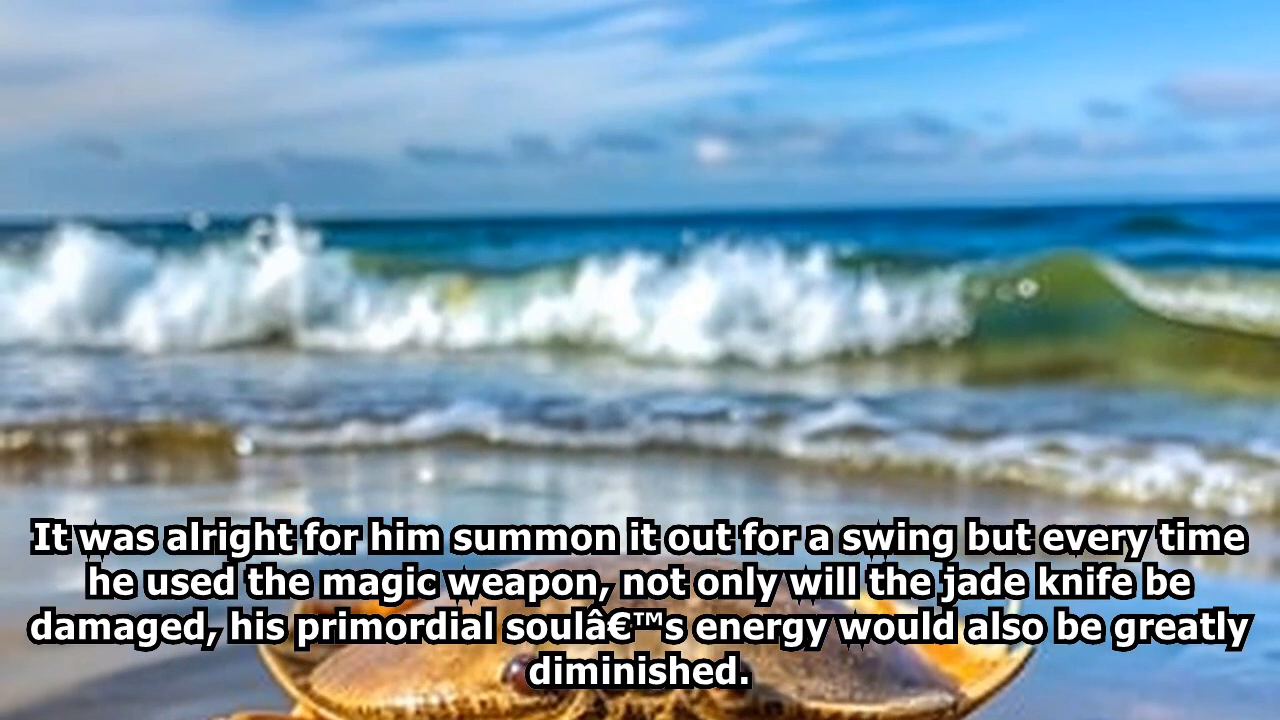 It was alright for him summon it out for a swing but every time
he used the magic weapon, not only will the jade knife be
damaged, his primordial soulâ€™s energy would also be greatly
diminished.